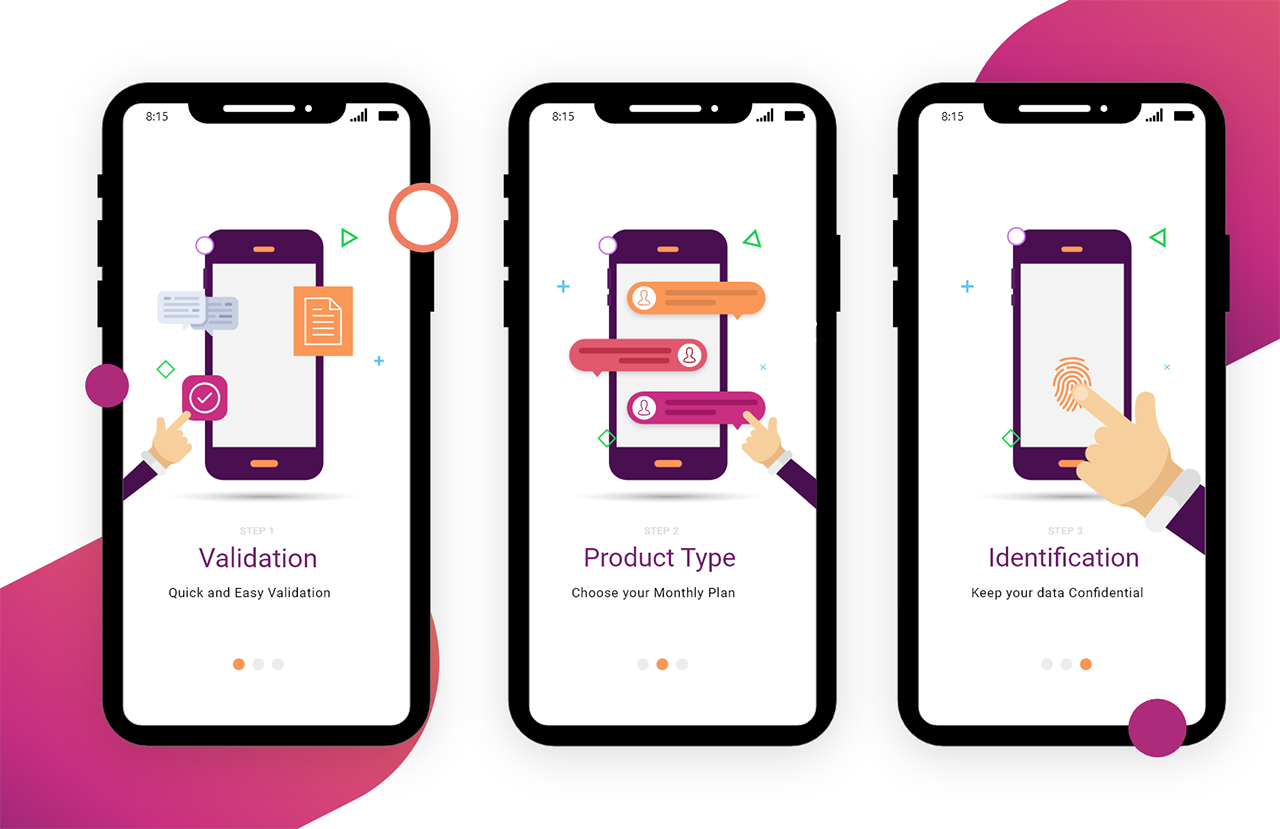 8:15
STEP 1
Validation
Quick and Easy Validation
8:15
STEP 2
Product Type
Choose your Monthly Plan
8:15
STEP 3
Identification
Keep your data Confidential